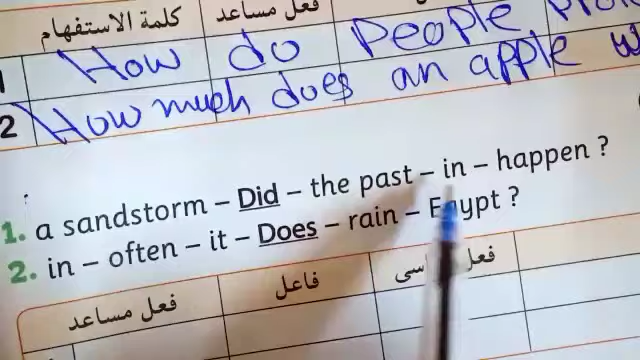 كلمة الاستفهام فعل مساعد
1 How do People
2 How much does an apple
1. a sandstorm – Did – the past – in – happen ?
2. in – often – it – Does – rain – Egypt ?
فعل مساعد فاعل فعل